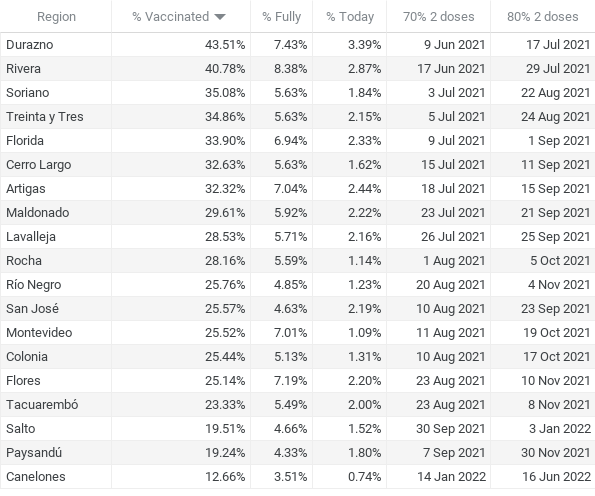 Region % Vaccinated % Fully % Today 70% 2 doses 80% 2 doses
Durazno 43.51% 7.43% 3.39% 9 Jun 2021 17 Jul 2021
Rivera 40.78% 8.38% 2.87% 17 Jun 2021 29 Jul 2021
Soriano 35.08% 5.63% 1.84% 3 Jul 2021 22 Aug 2021
Treinta y Tres 34.86% 5.63% 2.15% 5 Jul 2021 24 Aug 2021
Florida 33.90% 6.94% 2.33% 9 Jul 2021 1 Sep 2021
Cerro Largo 32.63% 5.63% 1.62% 15 Jul 2021 11 Sep 2021
Artigas 32.32% 7.04% 2.44% 18 Jul 2021 15 Sep 2021
Maldonado 29.61% 5.92% 2.22% 23 Jul 2021 21 Sep 2021
Lavalleja 28.53% 5.71% 2.16% 26 Jul 2021 25 Sep 2021
Rocha 28.16% 5.59% 1.14% 1 Aug 2021 5 Oct 2021
Río Negro 25.76% 4.85% 1.23% 20 Aug 2021 4 Nov 2021
San José 25.57% 4.63% 2.19% 10 Aug 2021 23 Sep 2021
Montevideo 25.52% 7.01% 1.09% 11 Aug 2021 19 Oct 2021
Colonia 25.44% 5.13% 1.31% 10 Aug 2021 17 Oct 2021
Flores 25.14% 7.19% 2.20% 23 Aug 2021 10 Nov 2021
Tacuarembó 23.33% 5.49% 2.00% 23 Aug 2021 8 Nov 2021
Salto 19.51% 4.66% 1.52% 30 Sep 2021 3 Jan 2022
Paysandú 19.24% 4.33% 1.80% 7 Sep 2021 30 Nov 2021
Canelones 12.66% 3.51% 0.74% 14 Jan 2022 16 Jun 2022